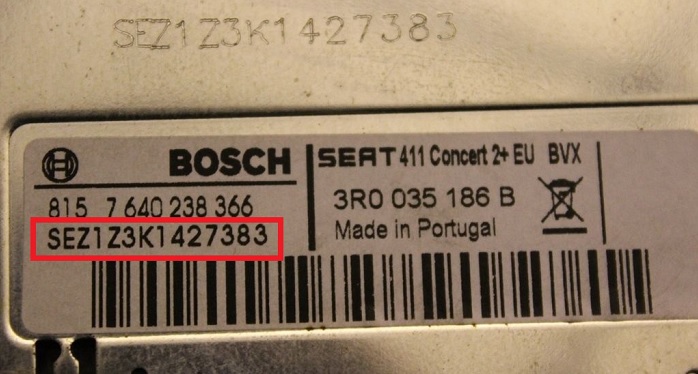 SEZ1Z3K1427383
BOSCH
815 7 640 238 366
SEZ1Z3K1427383
SEAT 411 Concert 2+ EU BVX
3R0 035 186 B
Made in Portugal